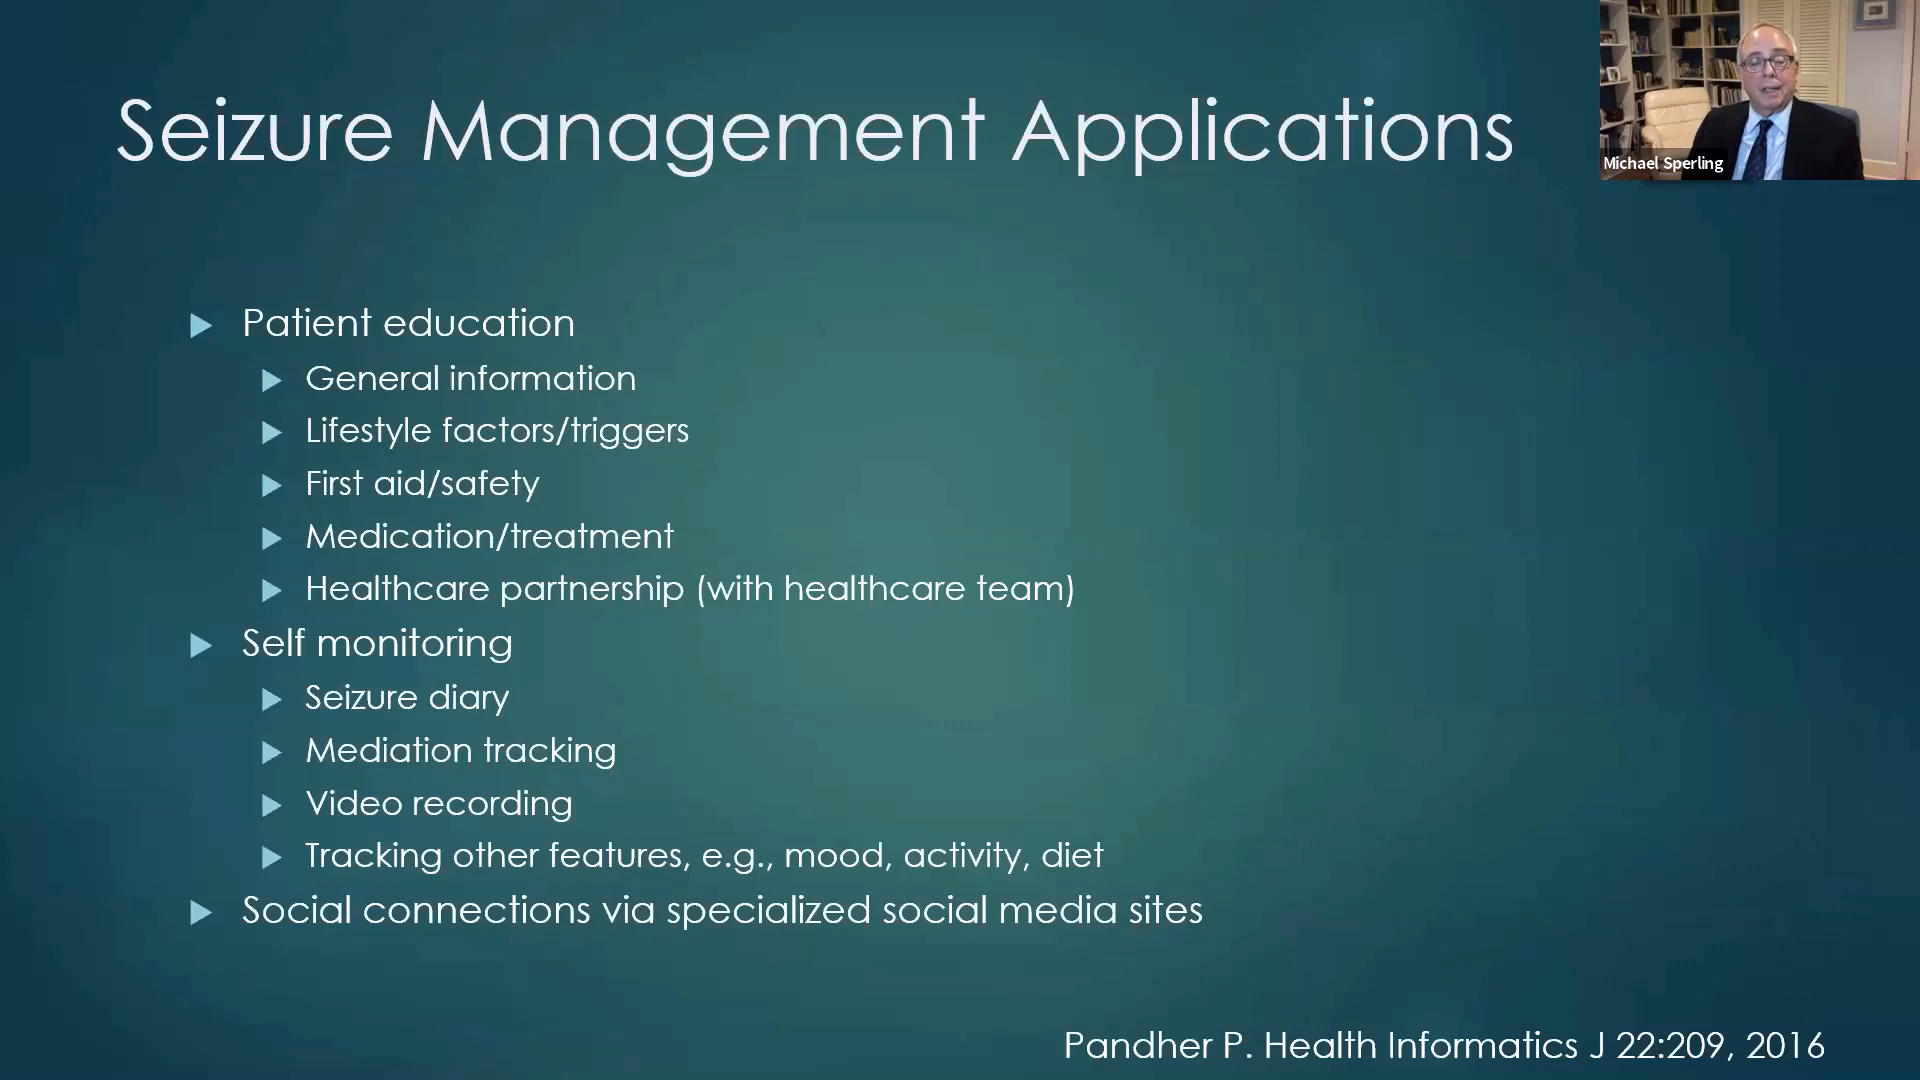 Seizure Management Applications
Michael Sperling
Patient education
General information
Lifestyle factors/triggers
First aid/safety
Medication/treatment
Healthcare partnership (with healthcare team)
Self monitoring
Seizure diary
Mediation tracking
Video recording
Tracking other features, e.g., mood, activity, diet
Social connections via specialized social media sites
Pandher P. Health Informatics J 22:209, 2016